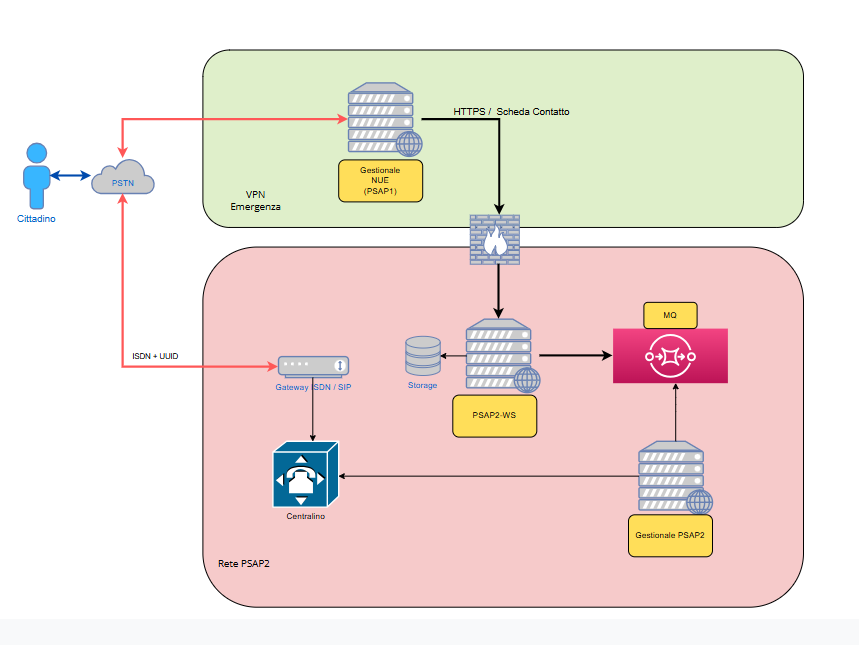 HTTPS / Scheda Contatto
Gestionale
NUE
(PSAP1)
PSTN
VPN
Emergenza
Cittadino
MQ
ISDN + UUID
Gateway ISDN / SIP
Storage
PSAP2-WS
Centralino
Gestionale PSAP2
Rete PSAP2